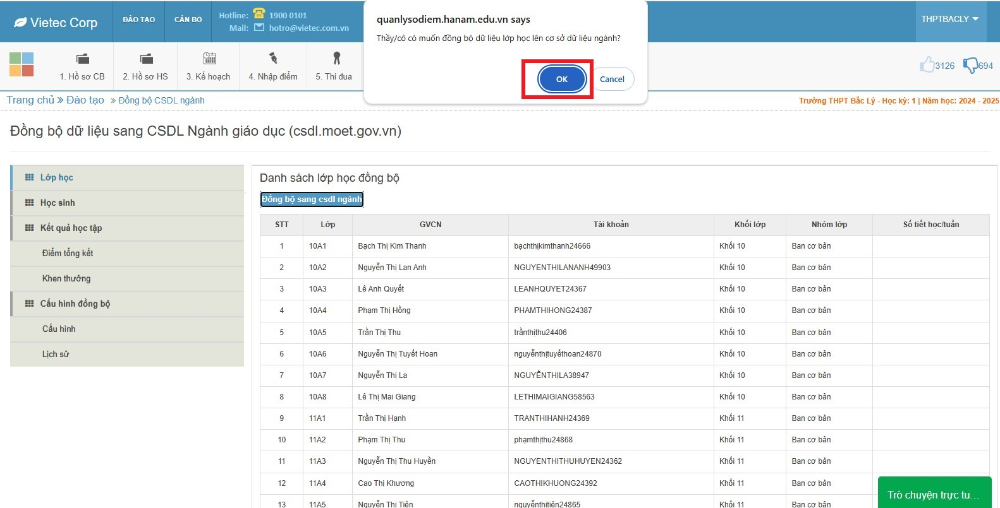 Vietec Corp
ĐÀO TẠO
CÁN BỘ
Hotline: 1900 0101
Mail: hotro@vietec.com.vn
THPTBACLY
quanlysodiem.hanam.edu.vn says
Thầy/cô có muốn đồng bộ dữ liệu lớp học lên cơ sở dữ liệu ngành?
OK
Cancel
1. Hồ sơ CB
2. Hồ sơ HS
3. Kế hoạch
4. Nhập điểm
5. Thi đua
3126
694
Trang chủ » Đào tạo » Đồng bộ CSDL ngành
Trường THPT Bắc Lý - Học kỳ: 1 | Năm học: 2024 - 2025
Đồng bộ dữ liệu sang CSDL Ngành giáo dục (csdl.moet.gov.vn)
Lớp học
Học sinh
Kết quả học tập
Điểm tổng kết
Khen thưởng
Cấu hình đồng bộ
Cấu hình
Lịch sử
Danh sách lớp học đồng bộ
Đồng bộ sang csdl ngành
STT Lớp GVCN Tài khoản Khối lớp Nhóm lớp Số tiết học/tuần
1 10A1 Bạch Thị Kim Thanh bạchthịkimthanh24666 Khối 10 Ban cơ bản
2 10A2 Nguyễn Thị Lan Anh NGUYENTHILANANH49903 Khối 10 Ban cơ bản
3 10A3 Lê Anh Quyết LEANHQUYET24367 Khối 10 Ban cơ bản
4 10A4 Phạm Thị Hồng PHAMTHIHONG24387 Khối 10 Ban cơ bản
5 10A5 Trần Thị Thu trầnthịthu24406 Khối 10 Ban cơ bản
6 10A6 Nguyễn Thị Tuyết Hoan nguyễnthịtuyếthoan24870 Khối 10 Ban cơ bản
7 10A7 Nguyễn Thị La NGUYỄNTHỊLA38947 Khối 10 Ban cơ bản
8 10A8 Lê Thị Mai Giang LETHIMAIGIANG58563 Khối 10 Ban cơ bản
9 11A1 Trần Thị Hạnh TRANTHIHANH24369 Khối 11 Ban cơ bản
10 11A2 Phạm Thị Thu phạmthịthu24868 Khối 11 Ban cơ bản
11 11A3 Nguyễn Thị Thu Huyền NGUYENTHITHUHUYEN24362 Khối 11 Ban cơ bản
12 11A4 Cao Thị Khương CAOTHIKHUONG24392 Khối 11 Ban cơ bản
13 11A5 Nguyễn Thị Tiên nguyễnthịtiên24865 Khối 11 Ban cơ bản
Trò chuyện trực tu...